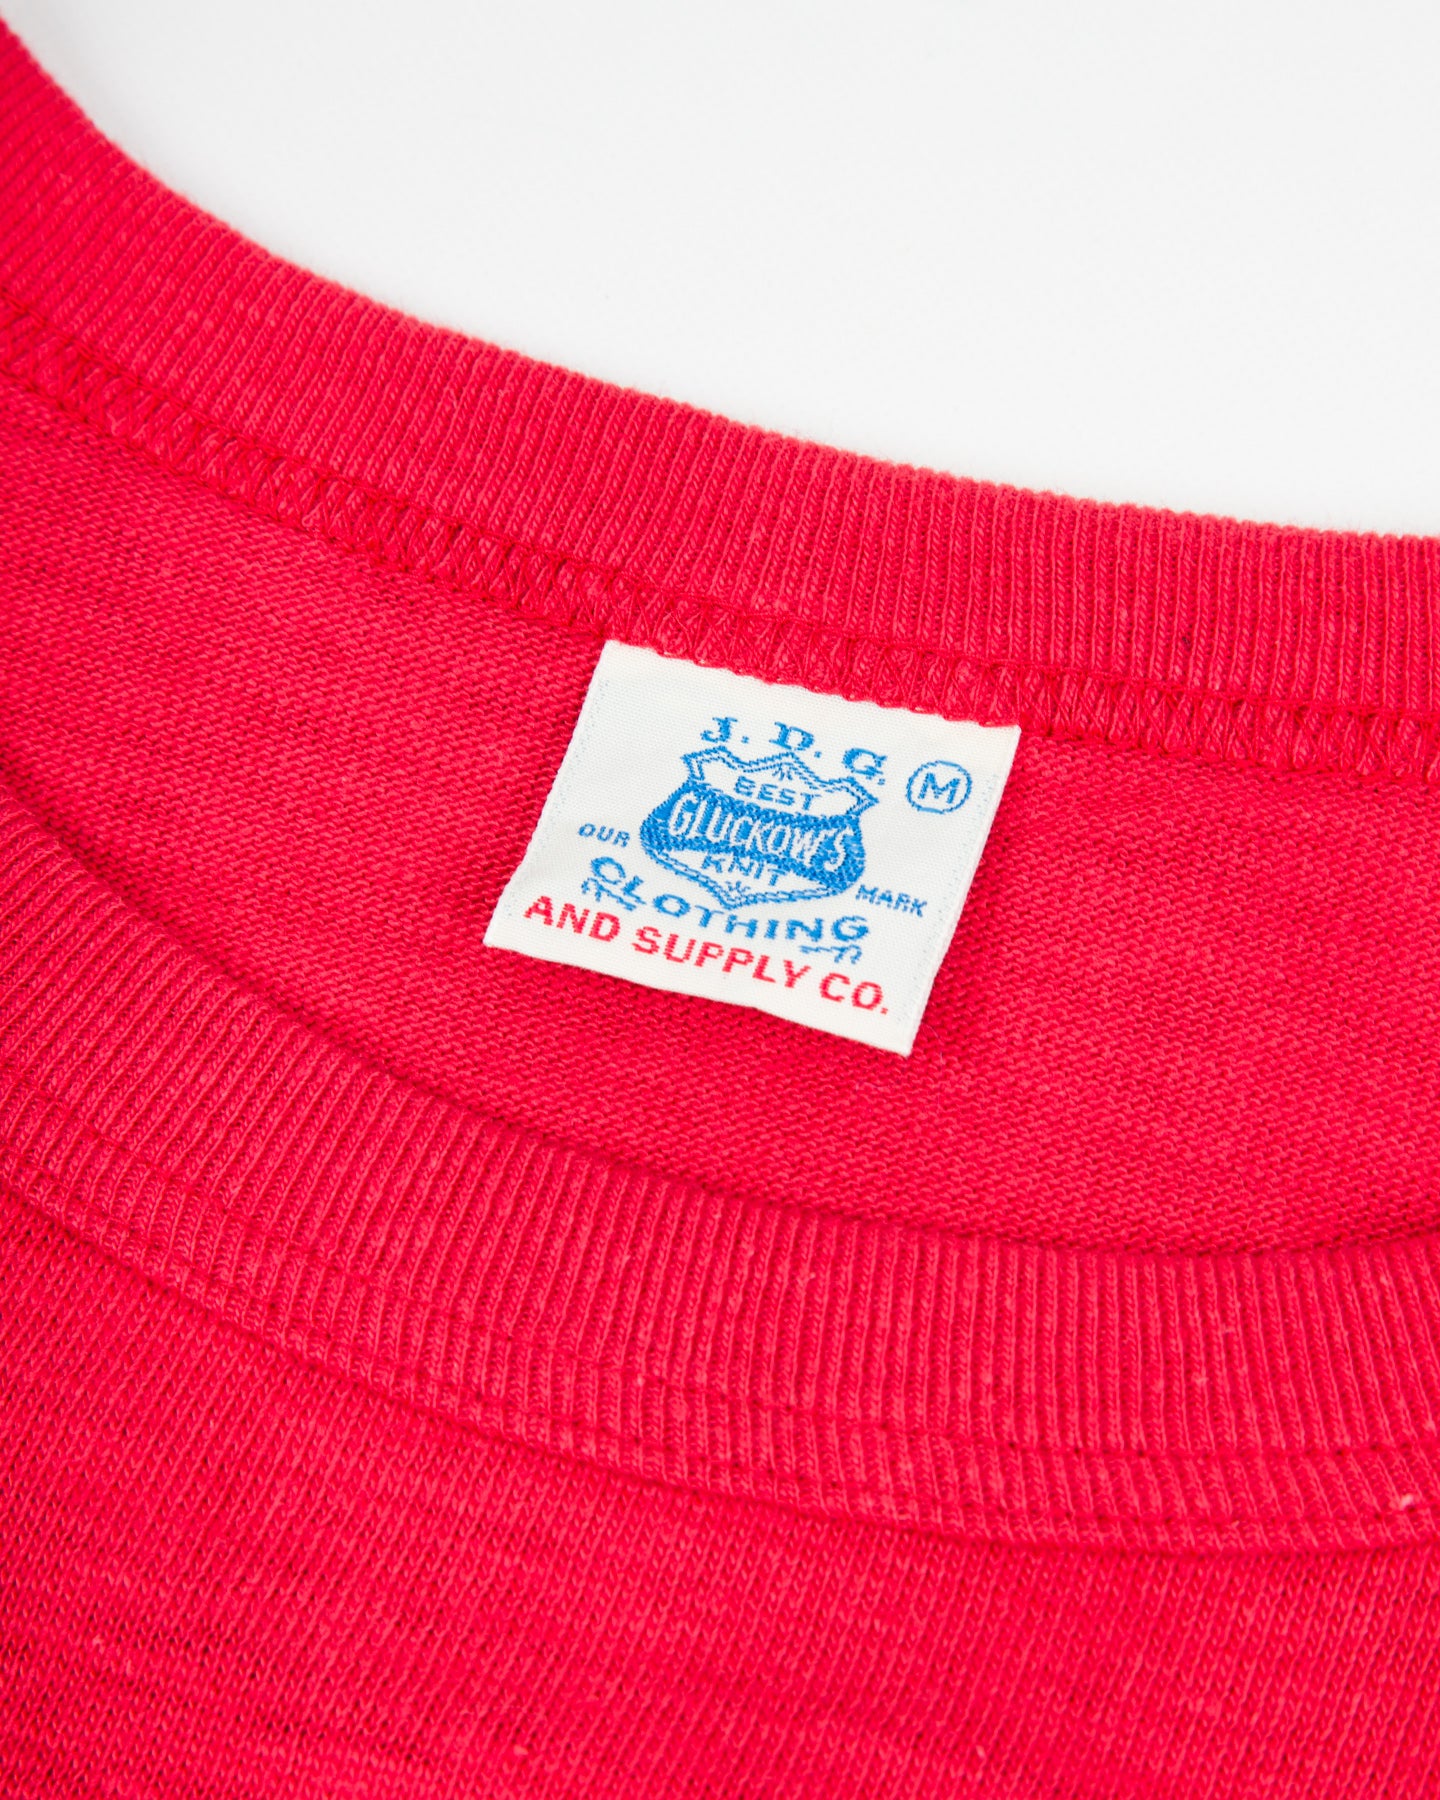 J. D. G.
M
BEST
GLUCKOW'S
KNIT
OUR MARK
CLOTHING
AND SUPPLY CO.